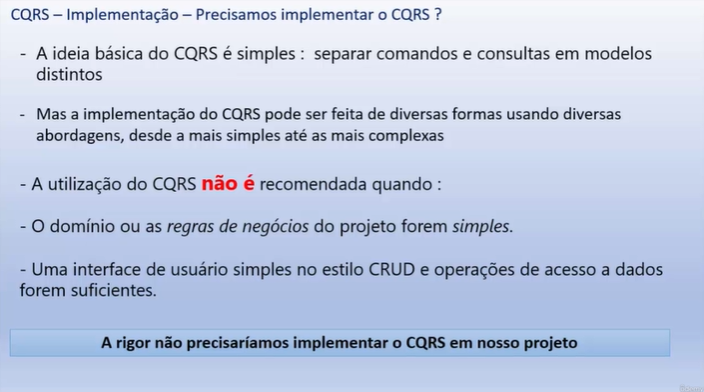 CQRS – Implementação – Precisamos implementar o CQRS ?
- A ideia básica do CQRS é simples : separar comandos e consultas em modelos
distintos
- Mas a implementação do CQRS pode ser feita de diversas formas usando diversas
abordagens, desde a mais simples até as mais complexas
- A utilização do CQRS não é recomendada quando :
- O domínio ou as regras de negócios do projeto forem simples.
- Uma interface de usuário simples no estilo CRUD e operações de acesso a dados
forem suficientes.
A rigor não precisaríamos implementar o CQRS em nosso projeto